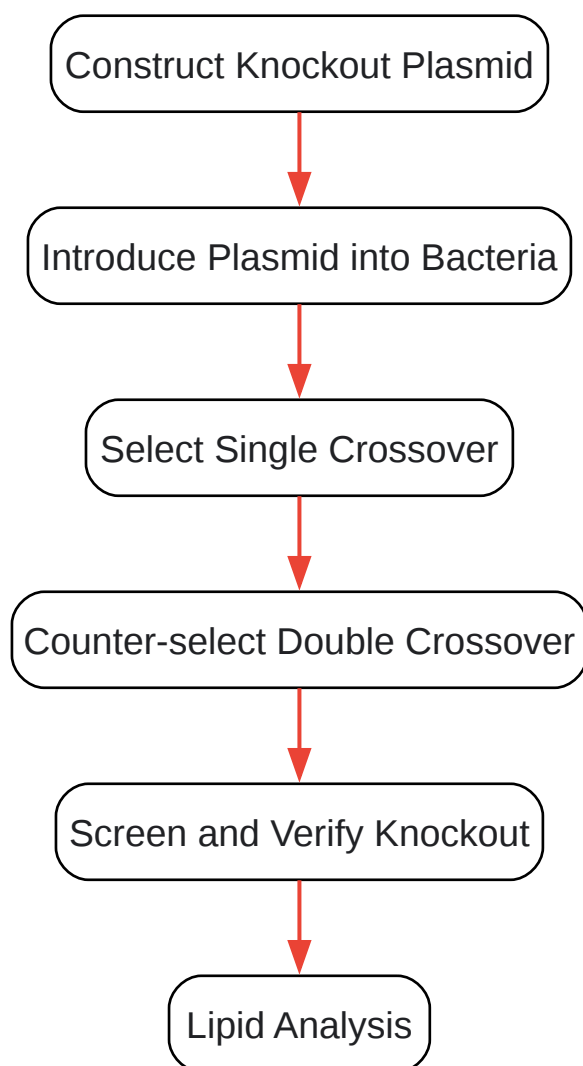 Construct Knockout Plasmid
Introduce Plasmid into Bacteria
Select Single Crossover
Counter-select Double Crossover
Screen and Verify Knockout
Lipid Analysis